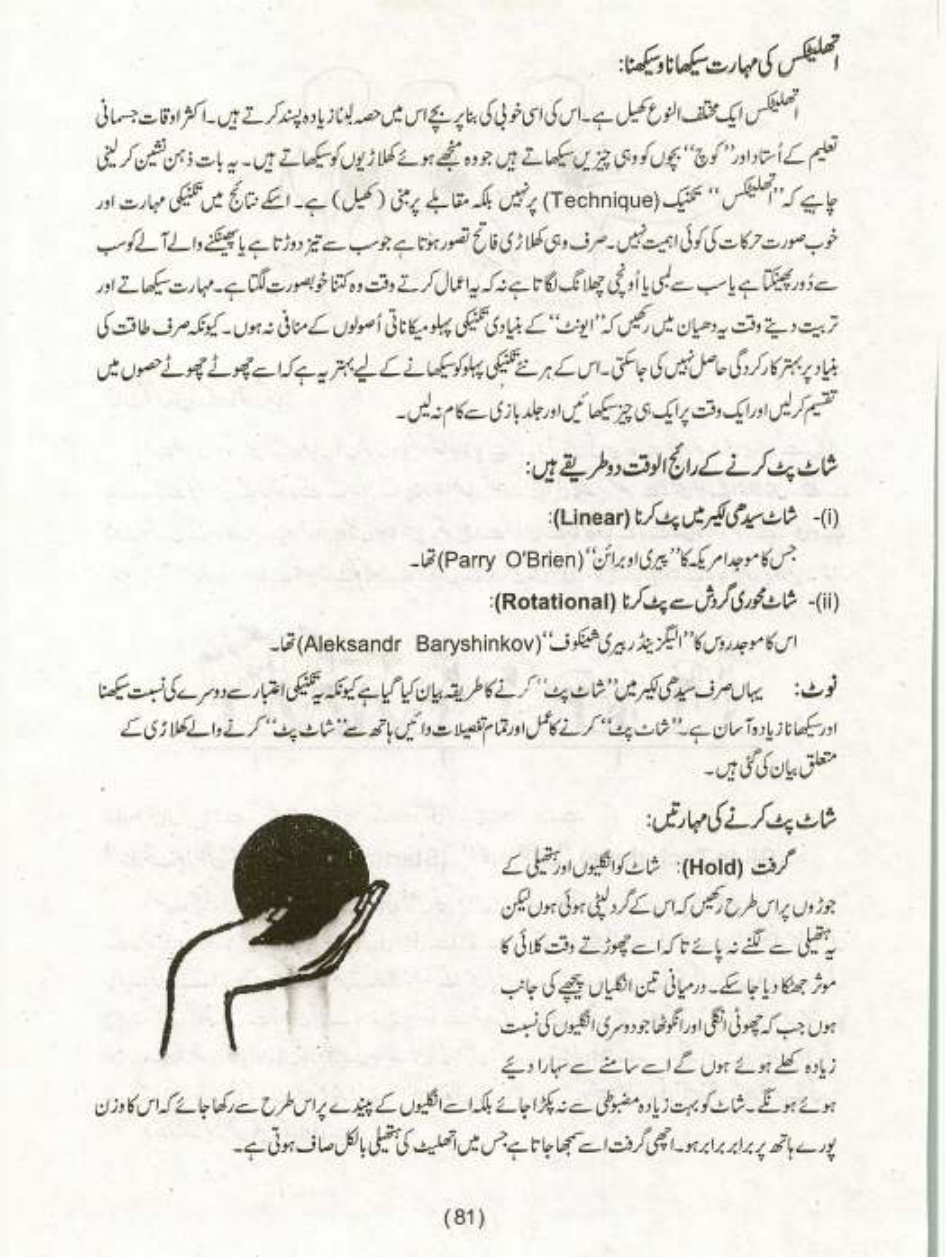 اتھلیٹکس کی مہارت سیکھانا و سیکھنا:
اتھلیٹکس ایک مختلف النوع کھیل ہے۔ اس کی اسی خوبی کی بنا پر بچے اس میں حصہ لینا زیادہ پسند کرتے ہیں۔ اکثر اوقات جسمانی
تعلیم کے اُستاد اور ”کوچ“ بچوں کو وہی چیزیں سیکھاتے ہیں جو وہ منجھے ہوئے کھلاڑیوں کو سیکھاتے ہیں۔ یہ بات ذہن نشین کر لینی
چاہیے کہ ”اتھلیٹکس“ تکنیک (Technique) پر نہیں بلکہ مقابلے پر مبنی (کھیل) ہے۔ اسکے نتائج میں تکنیکی مہارت اور
خوب صورت حرکات کی کوئی اہمیت نہیں۔ صرف وہی کھلاڑی فاتح تصور ہوتا ہے جو سب سے تیز دوڑتا ہے یا پھینکنے والے آلے کو سب
سے دُور پھینکتا ہے یا سب سے لمبی یا اُونچی چھلانگ لگاتا ہے نہ کہ یہ اعمال کرتے وقت وہ کتنا خوبصورت لگتا ہے۔ مہارت سیکھاتے اور
تربیت دیتے وقت یہ دھیان میں رکھیں کہ ”ایونٹ“ کے بنیادی تکنیکی پہلو میکاناتی اُصولوں کے منافی نہ ہوں۔ کیونکہ صرف طاقت کی
بنیاد پر بہتر کارکردگی حاصل نہیں کی جاسکتی۔ اس کے ہر نئے تکنیکی پہلو کو سیکھانے کے لیے بہتر یہ ہے کہ اسے چھوٹے چھوٹے حصوں میں
تقسیم کرلیں اور ایک وقت پر ایک ہی چیز سیکھائیں اور جلد بازی سے کام نہ لیں۔
شاٹ پٹ کرنے کے رائج الوقت دو طریقے ہیں:
(i)- شاٹ سیدھی لکیر میں پٹ کرنا (Linear):
جس کا موجد امریکہ کا ”پیری او برائن“ (Parry O'Brien) تھا۔
(ii)- شاٹ محوری گردش سے پٹ کرنا (Rotational):
اس کا موجد روس کا ”الیگزینڈر بیری شینکوف“ (Aleksandr Baryshinkov) تھا۔
نوٹ: یہاں صرف سیدھی لکیر میں ”شاٹ پٹ“ کرنے کا طریقہ بیان کیا گیا ہے کیونکہ یہ تکنیکی اعتبار سے دوسرے کی نسبت سیکھنا
اور سیکھانا زیادہ آسان ہے۔ ”شاٹ پٹ“ کرنے کا عمل اور تمام تفصیلات دائیں ہاتھ سے ”شاٹ پٹ“ کرنے والے کھلاڑی کے
متعلق بیان کی گئی ہیں۔
شاٹ پٹ کرنے کی مہارتیں:
گرفت (Hold): شاٹ کو انگلیوں اور ہتھیلی کے
جوڑوں پر اس طرح رکھیں کہ اس کے گرد لپٹی ہوئی ہوں لیکن
یہ ہتھیلی سے لگنے نہ پائے تاکہ اسے چھوڑتے وقت کلائی کا
موثر جھٹکا دیا جاسکے۔ درمیانی تین انگلیاں پیچھے کی جانب
ہوں جب کہ چھوٹی انگلی اور انگوٹھا جو دوسری انگلیوں کی نسبت
زیادہ کھلے ہوئے ہوں گے اسے سامنے سے سہارا دیے
ہوئے ہونگے۔ شاٹ کو بہت زیادہ مضبوطی سے نہ پکڑا جائے بلکہ اسے انگلیوں کے پیندے پر اس طرح سے رکھا جائے کہ اس کا وزن
پورے ہاتھ پر برابر برابر ہو۔ اچھی گرفت اسے سمجھا جاتا ہے جس میں اتھلیٹ کی ہتھیلی بالکل صاف ہوتی ہے۔
(81)